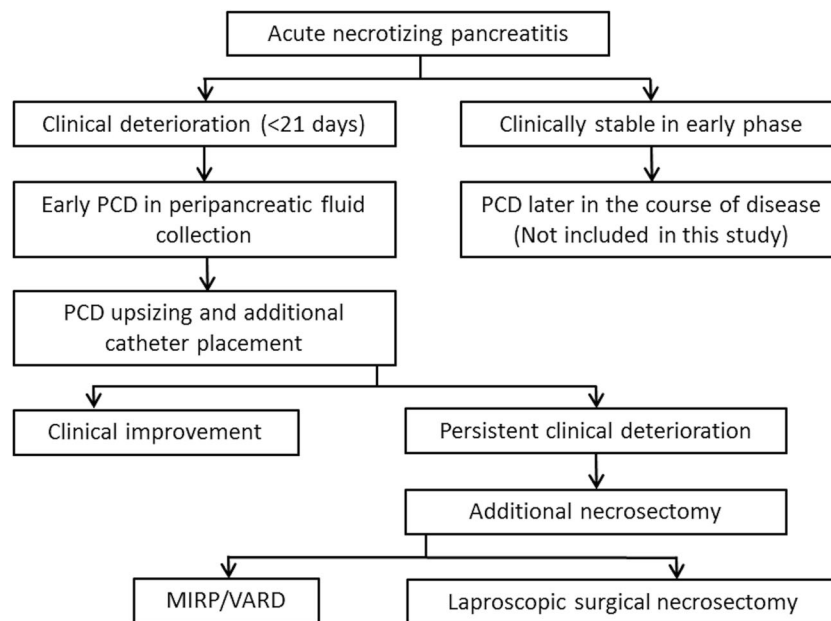 Acute necrotizing pancreatitis
Clinical deterioration (<21 days)
Clinically stable in early phase
Early PCD in peripancreatic fluid
collection
PCD later in the course of disease
(Not included in this study)
PCD upsizing and additional
catheter placement
Clinical improvement
Persistent clinical deterioration
Additional necrosectomy
MIRP/VARD
Laproscopic surgical necrosectomy